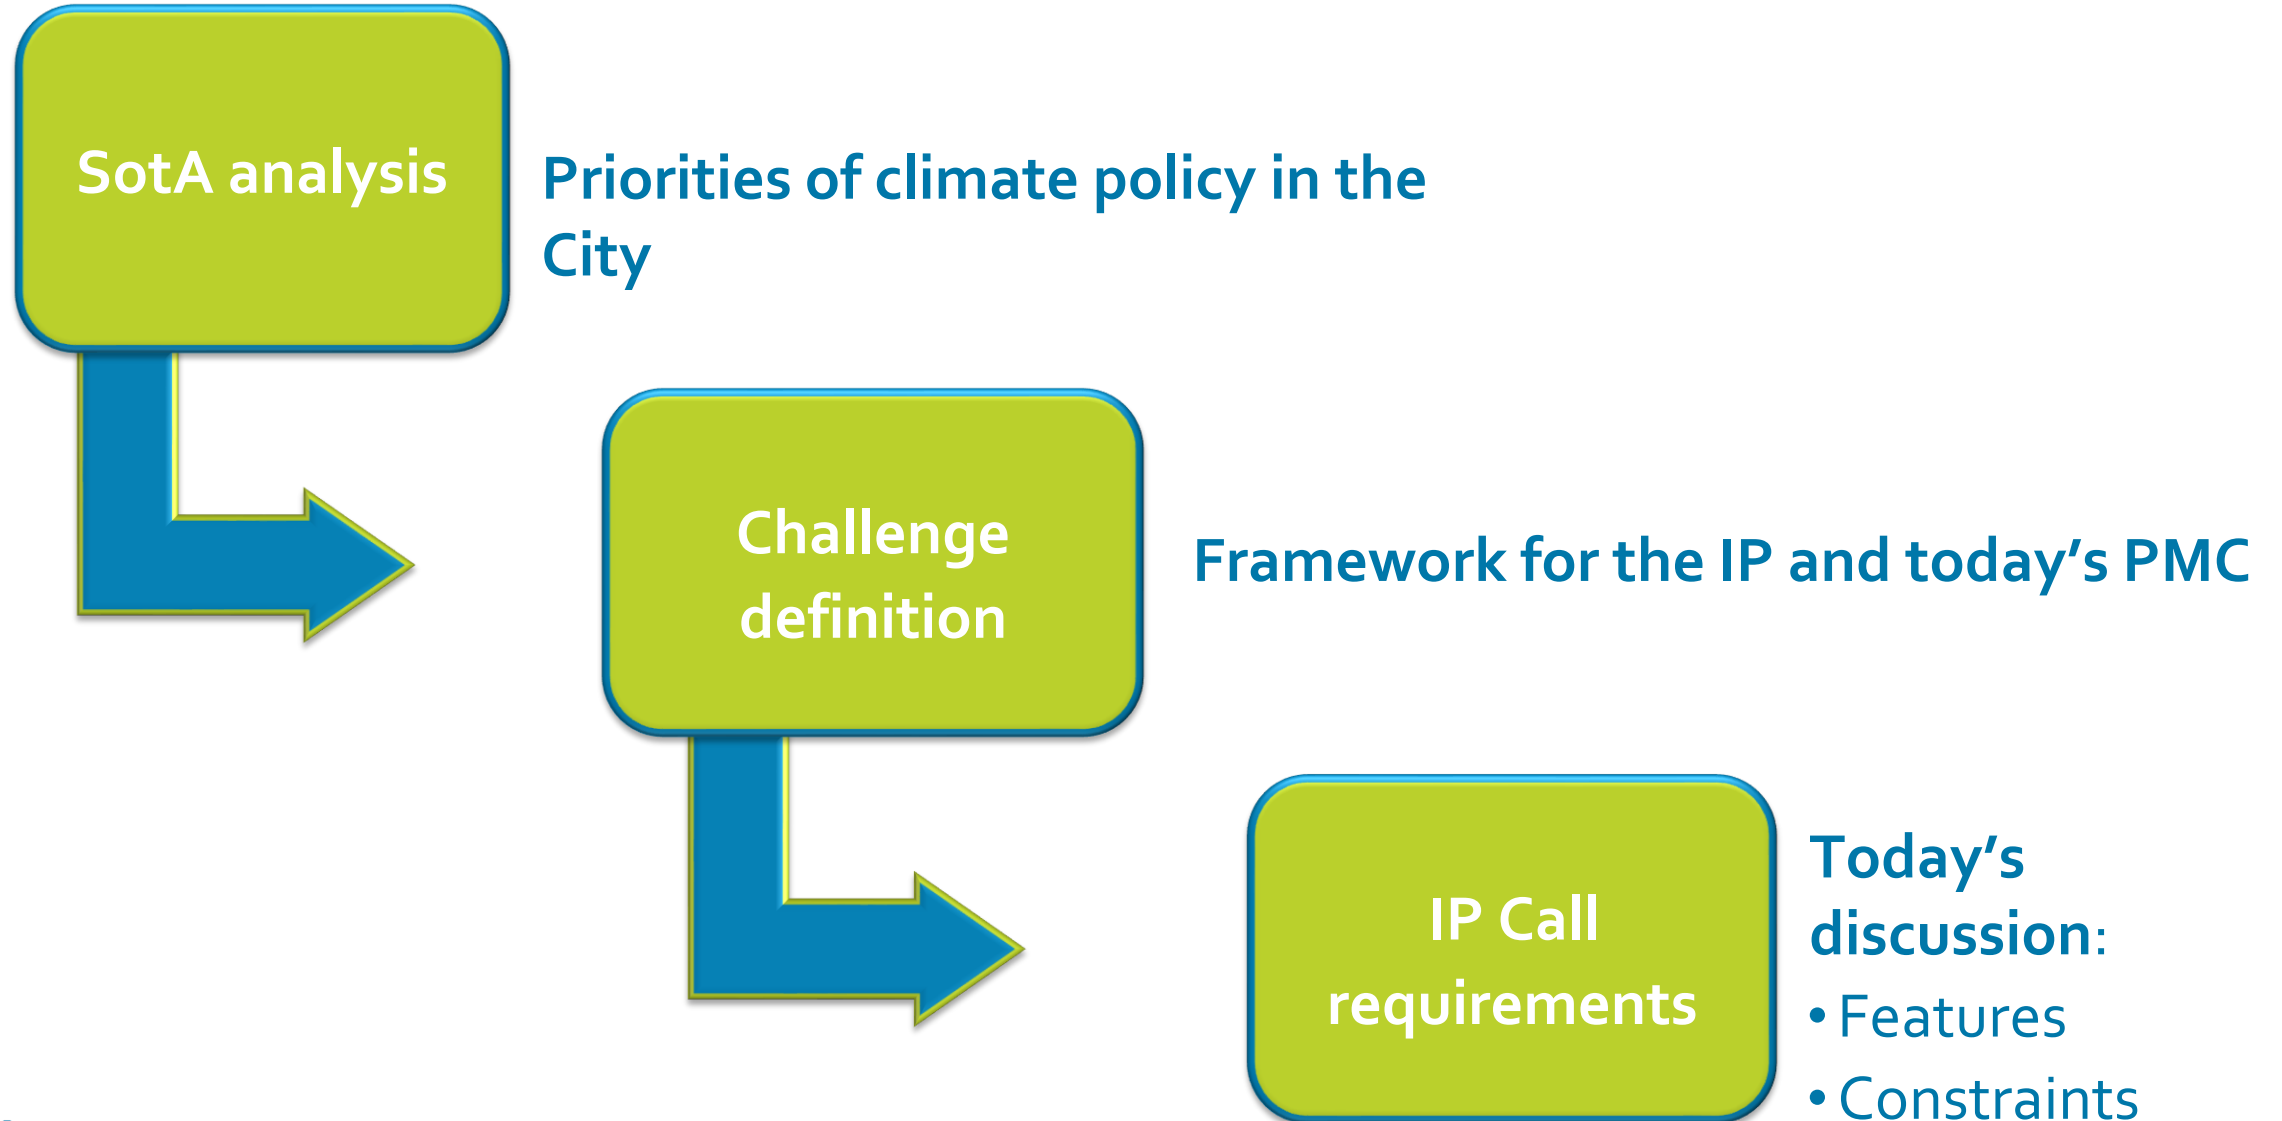 SotA analysis
Priorities of climate policy in the
City
Challenge
definition
Framework for the IP and today’s PMC
IP Call
requirements
Today’s
discussion:
• Features
• Constraints